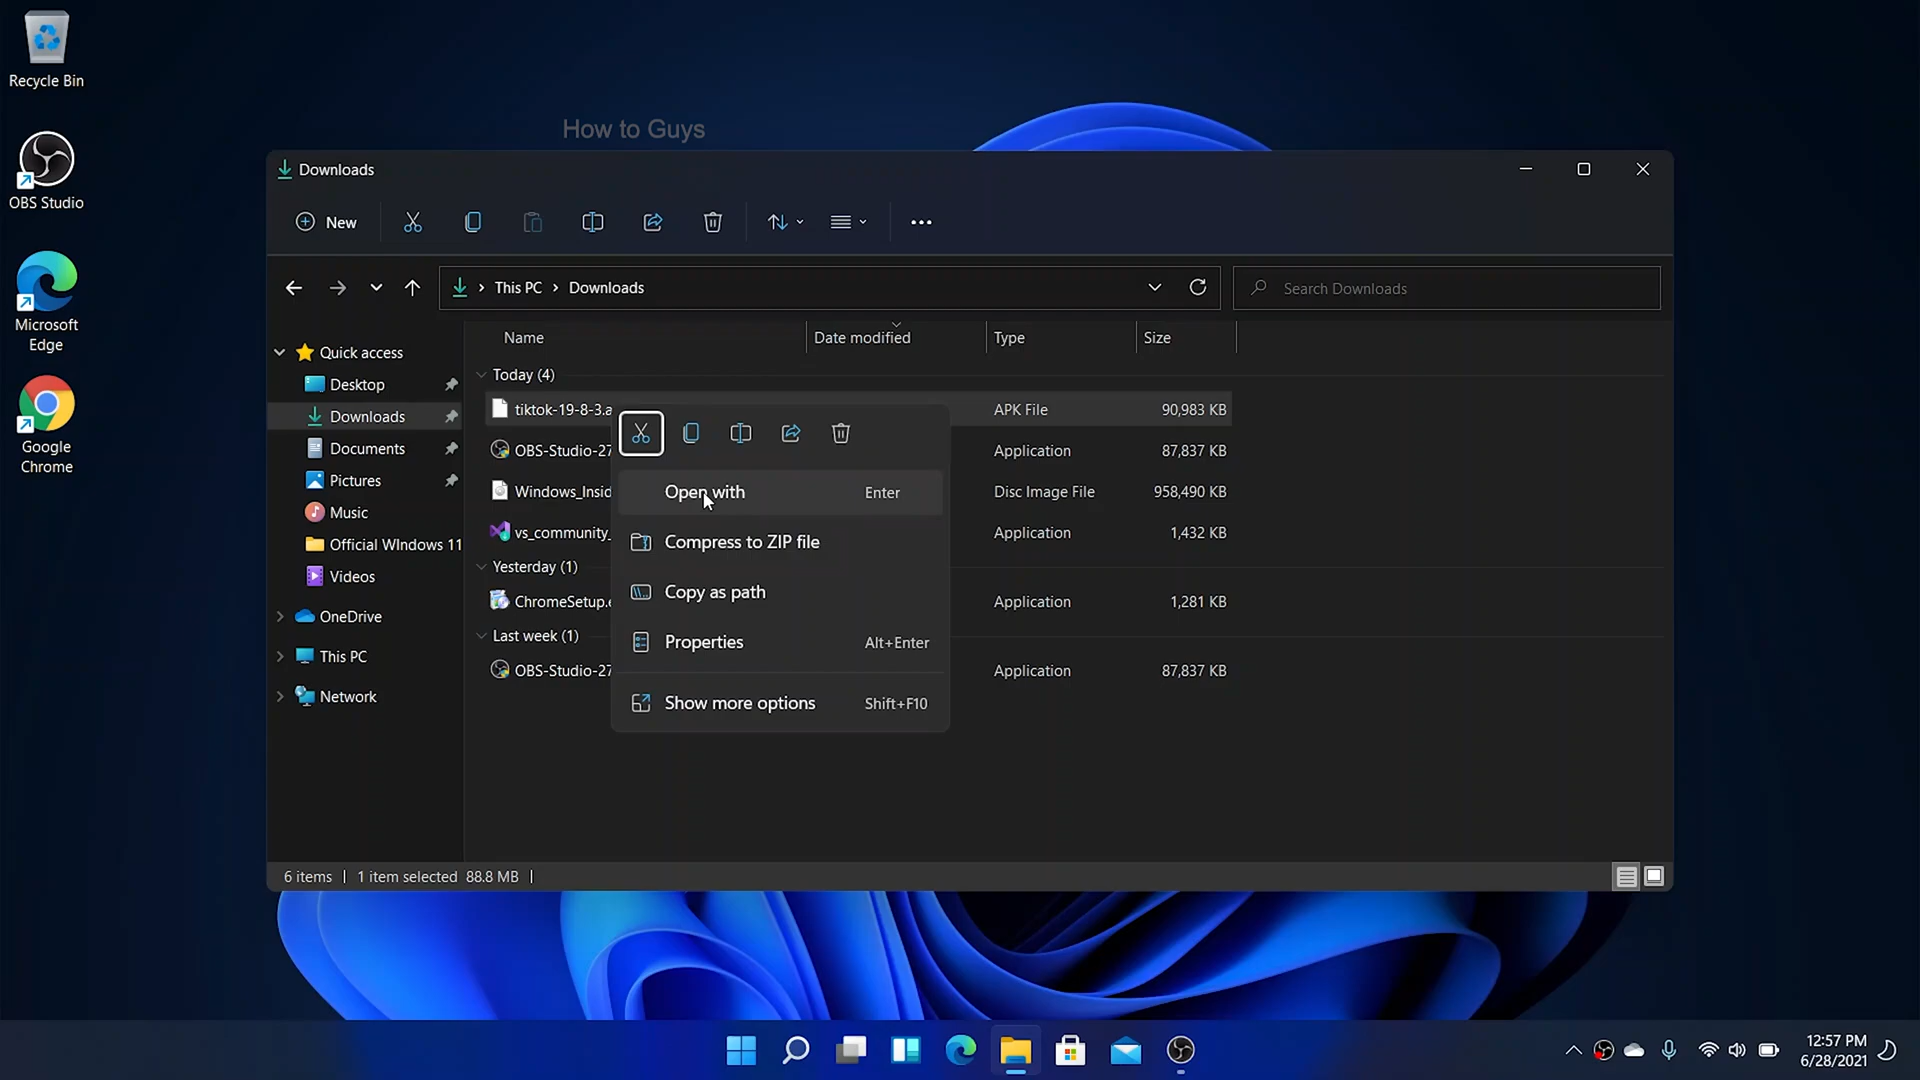 Recycle Bin
OBS Studio
Microsoft
Edge
Google
Chrome
How to Guys
Downloads
New
This PC
Downloads
Search Downloads
Name
Date modified
Type
Size
Quick access
Desktop
Downloads
Documents
Pictures
Music
Official WIndows 11
Videos
OneDrive
This PC
Network
Today (4)
tiktok-19-8-3.a
APK File
90,983 KB
OBS-Studio-27
Application
87,837 KB
Windows_Insid
Disc Image File
958,490 KB
vs_community_
Application
1,432 KB
Yesterday (1)
ChromeSetup.e
Application
1,281 KB
Last week (1)
OBS-Studio-27
Application
87,837 KB
Open with
Enter
Compress to ZIP file
Copy as path
Properties
Alt+Enter
Show more options
Shift+F10
6 items
1 item selected 88.8 MB
12:57 PM
6/28/2021